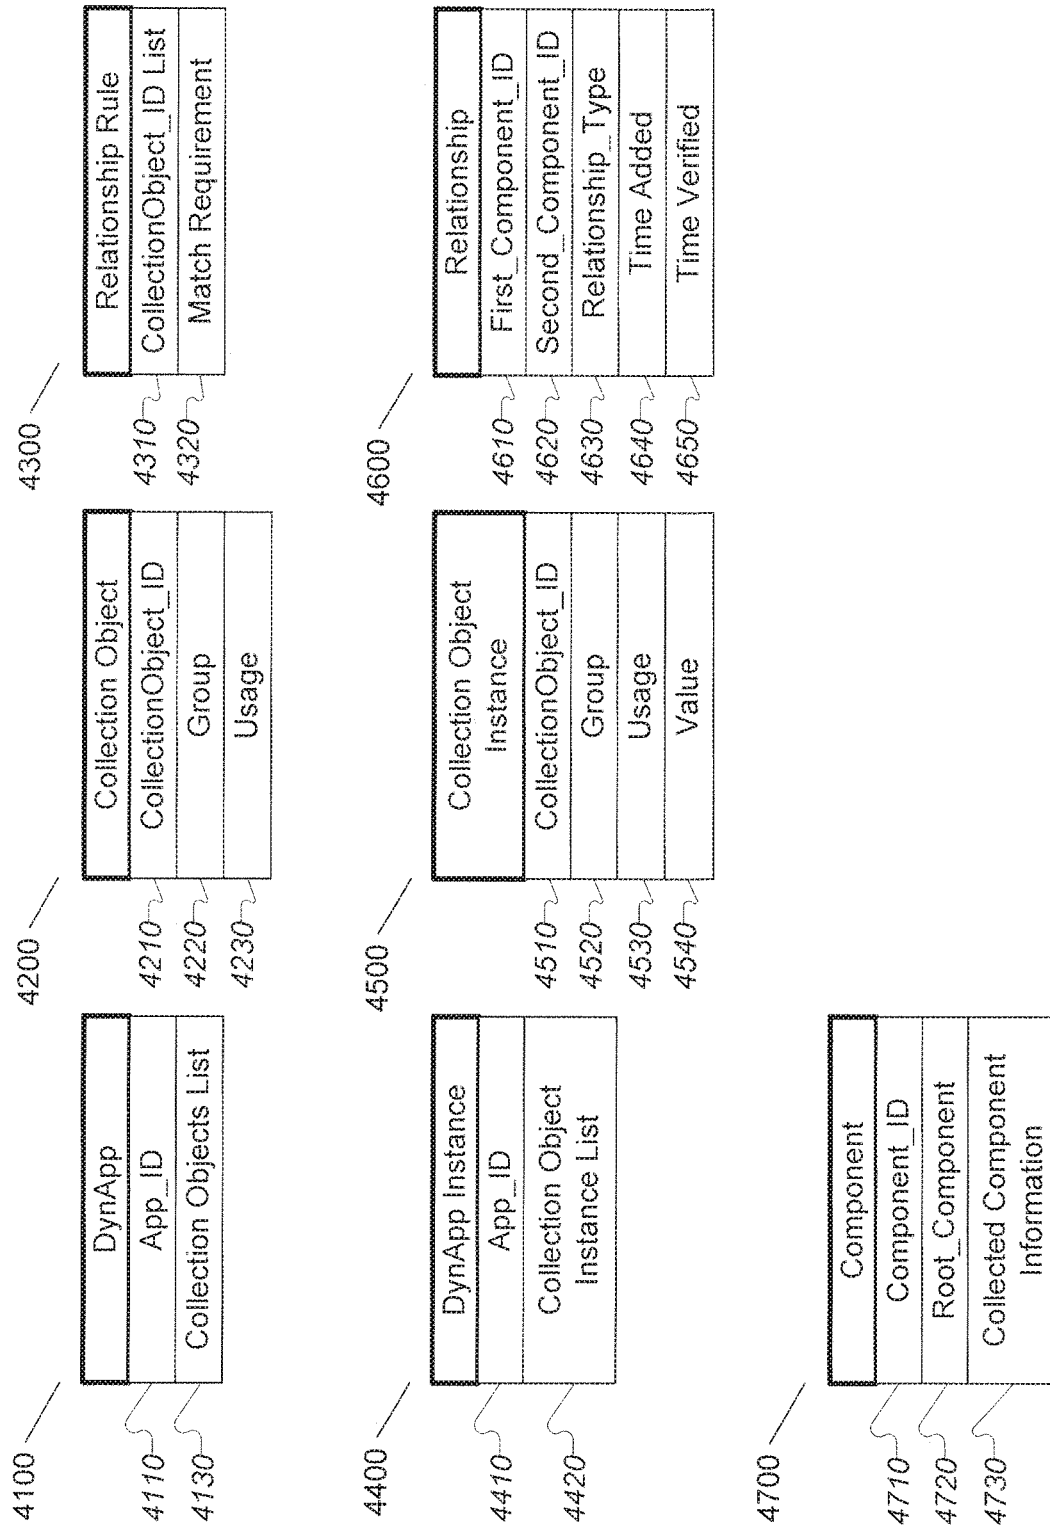 4100
DynApp
4110
App_ID
4130
Collection Objects List
4200
Collection Object
4210
CollectionObject_ID
4220
Group
4230
Usage
4300
Relationship Rule
4310
CollectionObject_ID List
4320
Match Requirement
4400
DynApp Instance
4410
App_ID
4420
Collection Object
Instance List
4500
Collection Object
Instance
4510
CollectionObject_ID
4520
Group
4530
Usage
4540
Value
4600
Relationship
4610
First_Component_ID
4620
Second_Component_ID
4630
Relationship_Type
4640
Time Added
4650
Time Verified
4700
Component
4710
Component_ID
4720
Root_Component
4730
Collected Component
Information